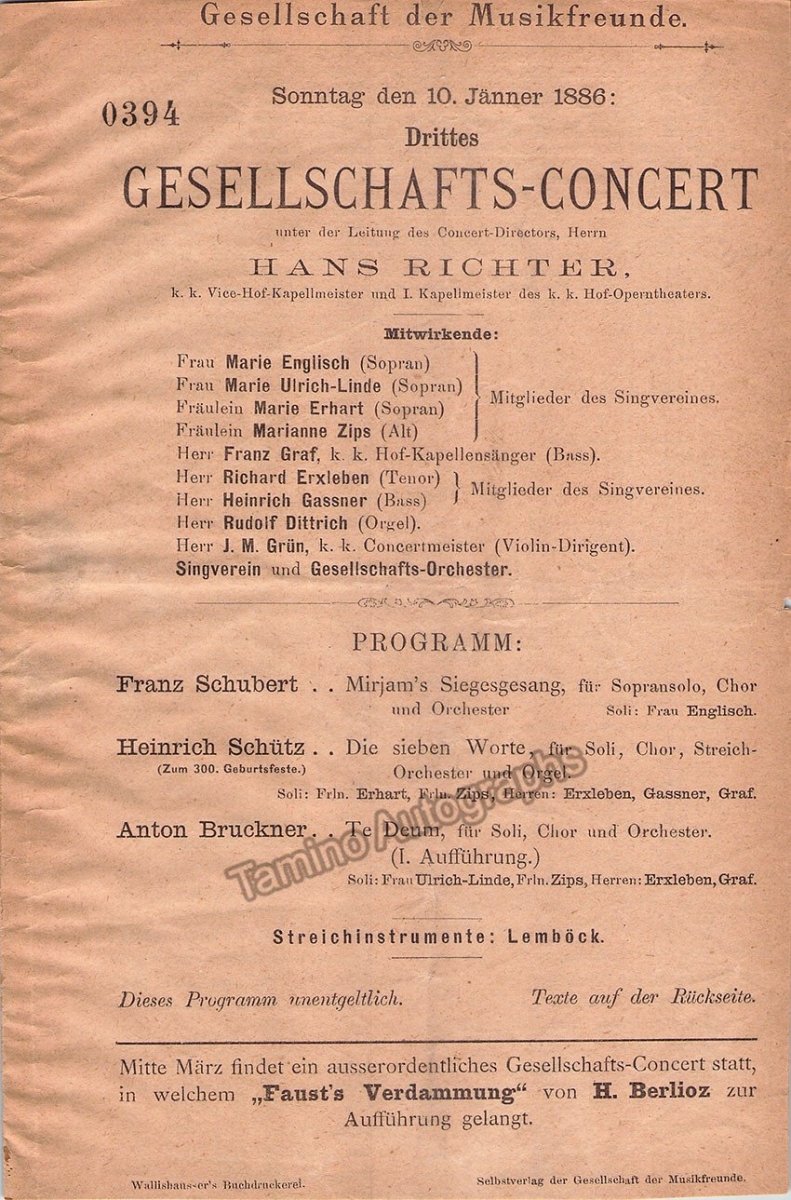 Gesellschaft der Musikfreunde.
0394
Sonntag den 10. Jänner 1886:
Drittes
GESELLSCHAFTS-CONCERT
unter der Leitung des Concert-Directors, Herrn
HANS RICHTER,
k. k. Vice-Hof-Kapellmeister und I. Kapellmeister des k. k. Hof-Operntheaters.
Mitwirkende:
Frau Marie Englisch (Sopran)
Frau Marie Ulrich-Linde (Sopran)
Fräulein Marie Erhart (Sopran)
Fräulein Marianne Zips (Alt)
Mitglieder des Singvereines.
Herr Franz Graf, k. k. Hof-Kapellensänger (Bass).
Herr Richard Erxleben (Tenor)
Herr Heinrich Gassner (Bass)
Mitglieder des Singvereines.
Herr Rudolf Dittrich (Orgel).
Herr J. M. Grün, k. k. Concertmeister (Violin-Dirigent).
Singverein und Gesellschafts-Orchester.
PROGRAMM:
Franz Schubert . . Mirjam's Siegesgesang, für Sopransolo, Chor
und Orchester Soli: Frau Englisch.
Heinrich Schütz . . Die sieben Worte, für Soli, Chor, Streich-
(Zum 300. Geburtsfeste.) Orchester und Orgel.
Soli: Frln. Erhart, Frln. Zips, Herren: Erxleben, Gassner, Graf.
Anton Bruckner . . Te Deum, für Soli, Chor und Orchester.
(I. Aufführung.)
Soli: Frau Ulrich-Linde, Frln. Zips, Herren: Erxleben, Graf.
Tamino Autographs
Streichinstrumente: Lemböck.
Dieses Programm unentgeltlich. Texte auf der Rückseite.
Mitte März findet ein ausserordentliches Gesellschafts-Concert statt,
in welchem „Faust's Verdammung“ von H. Berlioz zur
Aufführung gelangt.
Wallishausser's Buchdruckerei. Selbstverlag der Gesellschaft der Musikfreunde.